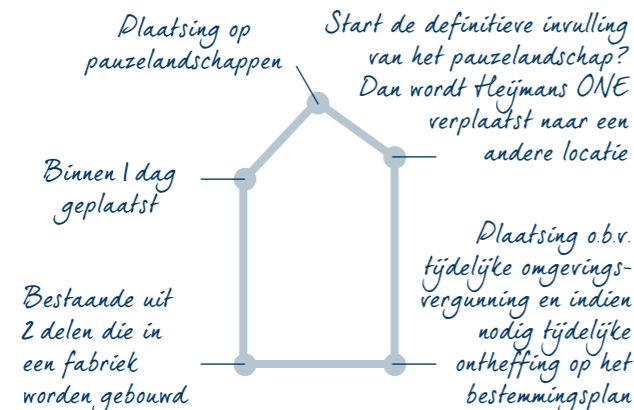 Plaatsing op
pauzelandschappen
Start de definitieve invulling
van het pauzelandschap?
Dan wordt Heijmans ONE
verplaatst naar een
andere locatie
Binnen 1 dag
geplaatst
Plaatsing o.b.v.
tijdelijke omgevings-
vergunning en indien
nodig tijdelijke
ontheffing op het
bestemmingsplan
Bestaande uit
2 delen die in
een fabriek
worden gebouwd